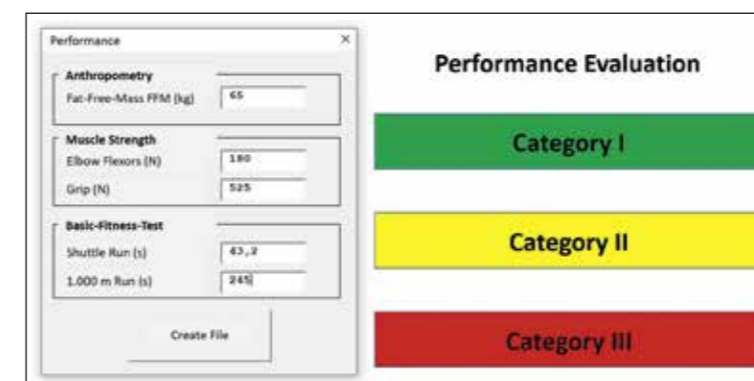 Performance ×
Anthropometry
Fat-Free-Mass FFM (kg) 65
Muscle Strength
Elbow Flexors (N) 180
Grip (N) 525
Basic-Fitness-Test
Shuttle Run (s) 43,2
1.000 m Run (s) 245
Create File
Performance Evaluation
Category I
Category II
Category III